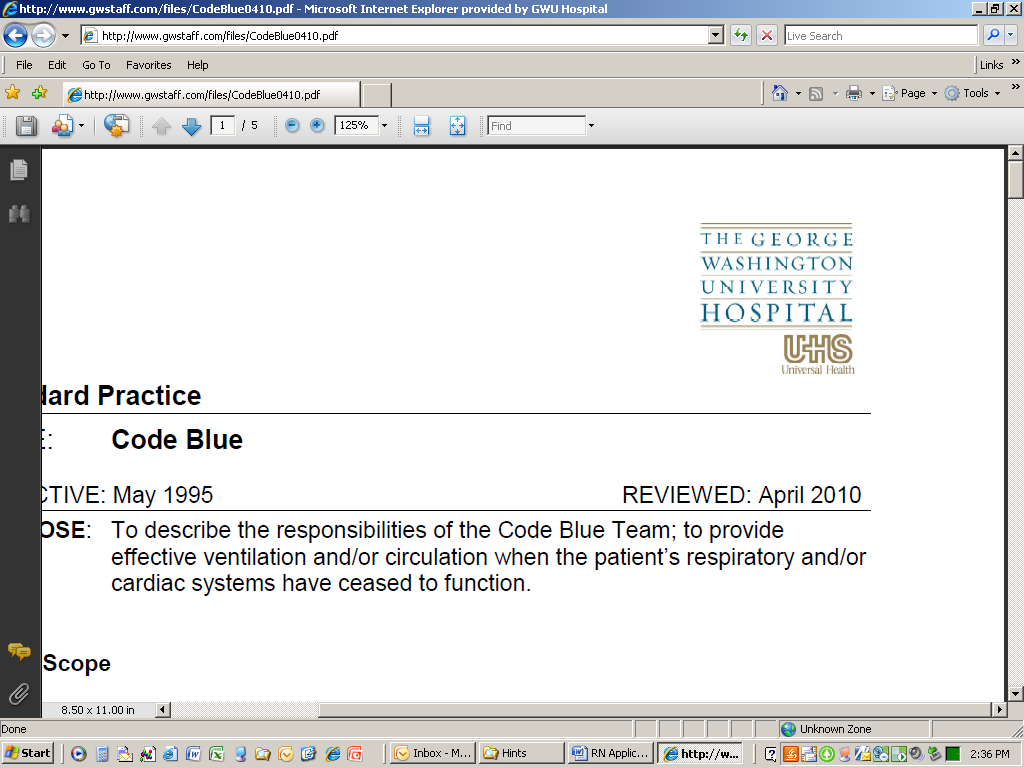 http://www.gwstaff.com/files/CodeBlue0410.pdf - Microsoft Internet Explorer provided by GWU Hospital
http://www.gwstaff.com/files/CodeBlue0410.pdf
Live Search
File Edit Go To Favorites Help
Links »
http://www.gwstaff.com/files/CodeBlue0410.pdf
Page Tools »
1 / 5 125% Find
THE GEORGE
WASHINGTON
UNIVERSITY
HOSPITAL
UHS
Universal Health
dard Practice
E: Code Blue
CTIVE: May 1995 REVIEWED: April 2010
OSE: To describe the responsibilities of the Code Blue Team; to provide
effective ventilation and/or circulation when the patient’s respiratory and/or
cardiac systems have ceased to function.
Scope
8.50 x 11.00 in
Done Unknown Zone
Start Inbox - M... Hints RN Applic... http://w... 2:36 PM